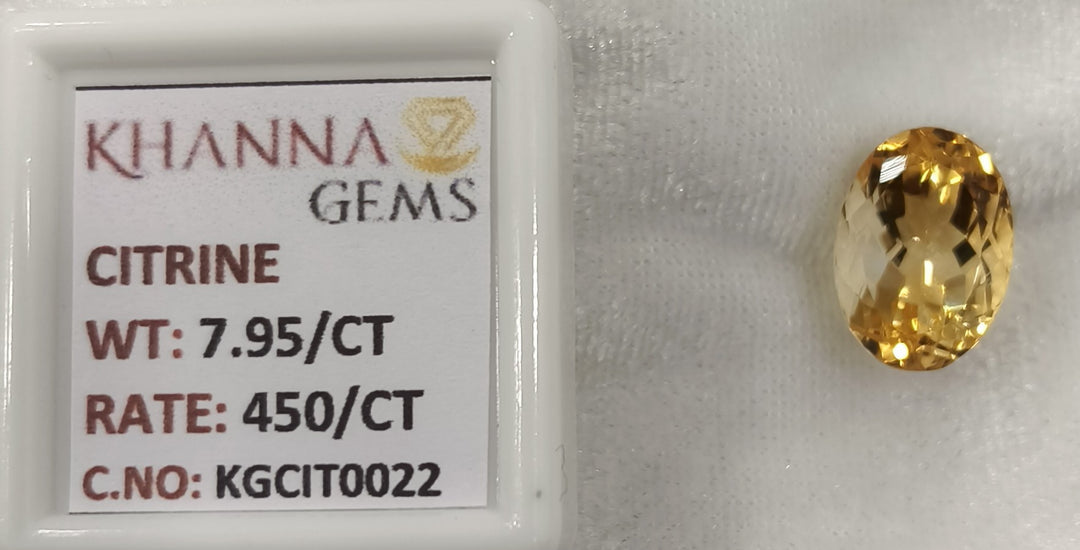 KHANNA
GEMS
CITRINE
WT: 7.95/CT
RATE: 450/CT
C.NO: KGCIT0022